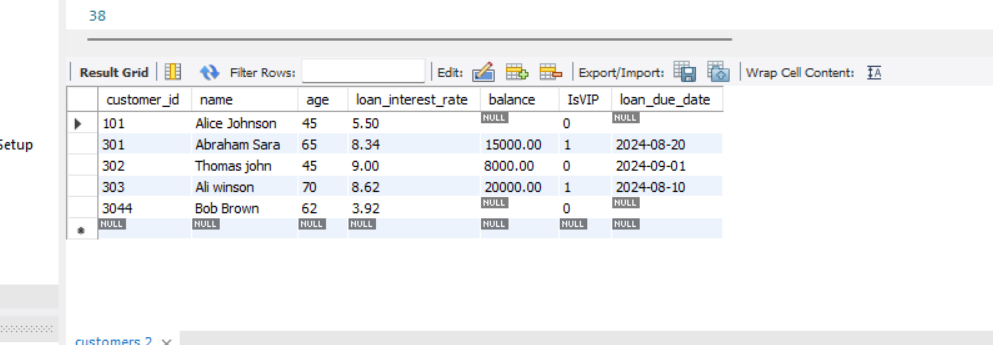 38
Result Grid Filter Rows: Edit: Export/Import: Wrap Cell Content: IA
customer_id name age loan_interest_rate balance IsVIP loan_due_date
101 Alice Johnson 45 5.50 NULL 0 NULL
Setup
301 Abraham Sara 65 8.34 15000.00 1 2024-08-20
302 Thomas john 45 9.00 8000.00 0 2024-09-01
303 Ali winson 70 8.62 20000.00 1 2024-08-10
3044 Bob Brown 62 3.92 NULL 0 NULL
NULL NULL NULL NULL NULL NULL NULL
customers 2